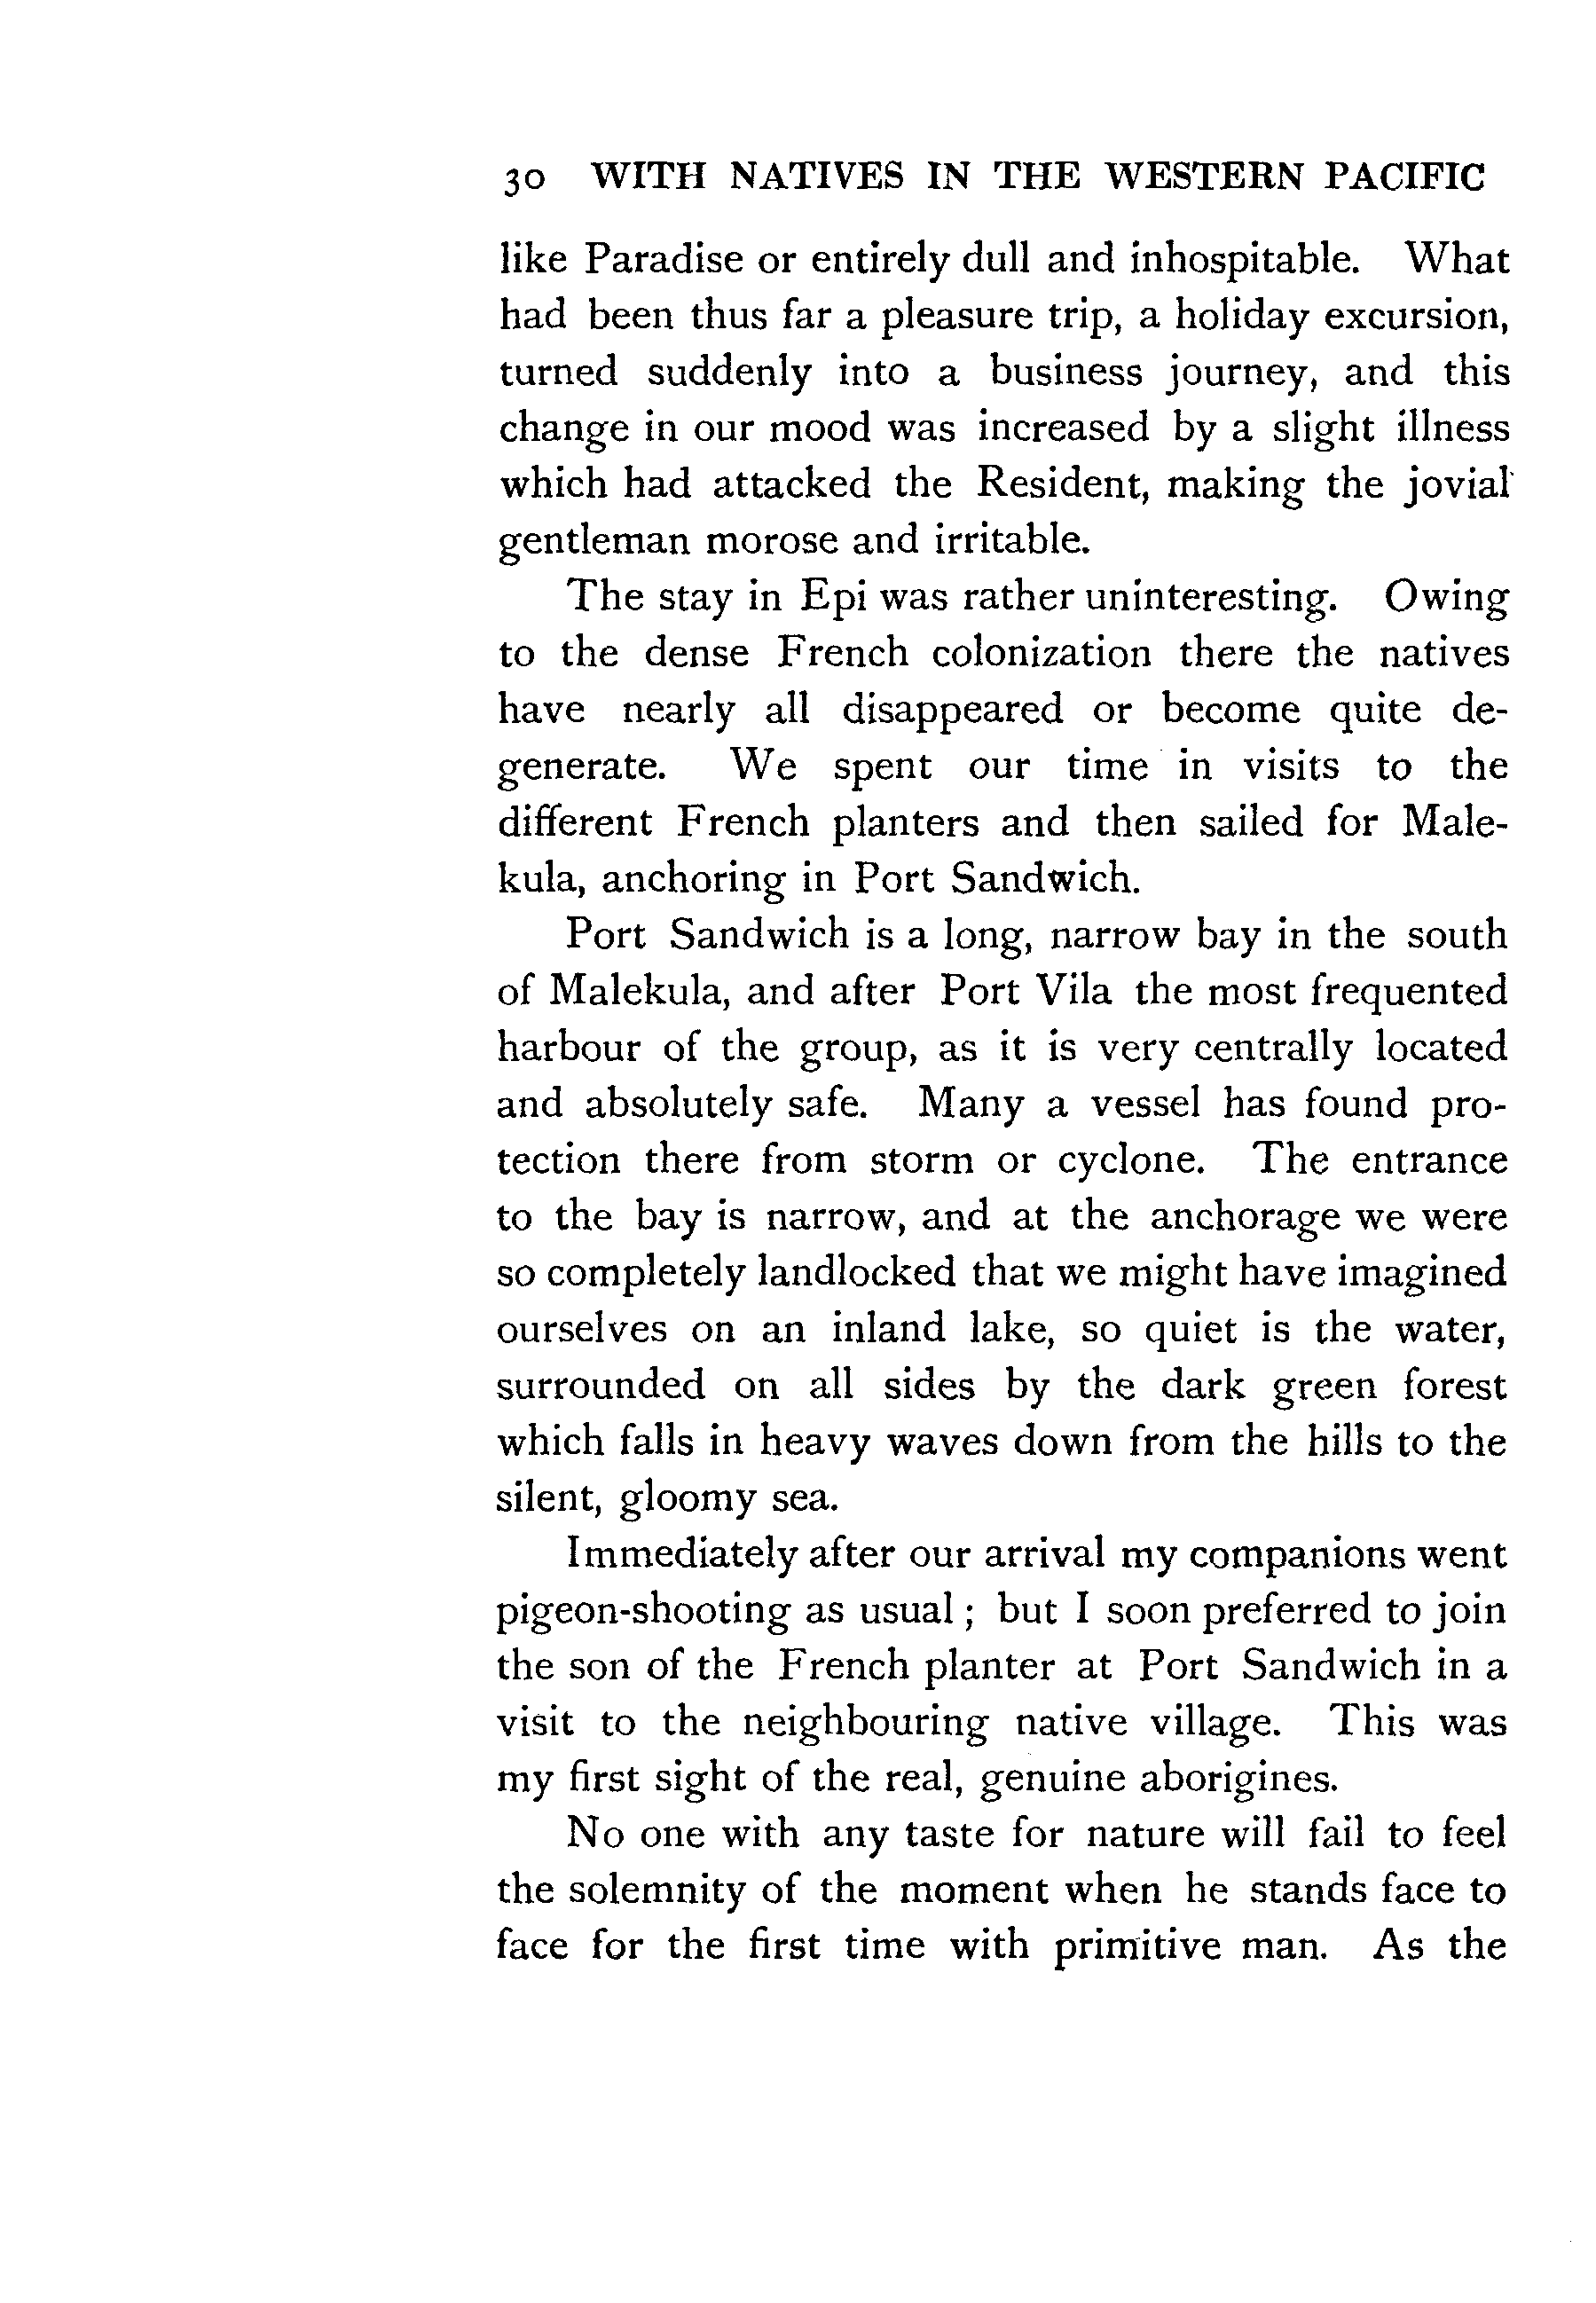 30 WITH NATIVES IN THE WESTERN PACIFIC
like Paradise or entirely dull and inhospitable. What
had been thus far a pleasure trip, a holiday excursion,
turned suddenly into a business journey, and this
change in our mood was increased by a slight illness
which had attacked the Resident, making the jovial
gentleman morose and irritable.
The stay in Epi was rather uninteresting. Owing
to the dense French colonization there the natives
have nearly all disappeared or become quite de-
generate. We spent our time in visits to the
different French planters and then sailed for Male-
kula, anchoring in Port Sandwich.
Port Sandwich is a long, narrow bay in the south
of Malekula, and after Port Vila the most frequented
harbour of the group, as it is very centrally located
and absolutely safe. Many a vessel has found pro-
tection there from storm or cyclone. The entrance
to the bay is narrow, and at the anchorage we were
so completely landlocked that we might have imagined
ourselves on an inland lake, so quiet is the water,
surrounded on all sides by the dark green forest
which falls in heavy waves down from the hills to the
silent, gloomy sea.
Immediately after our arrival my companions went
pigeon-shooting as usual; but I soon preferred to join
the son of the French planter at Port Sandwich in a
visit to the neighbouring native village. This was
my first sight of the real, genuine aborigines.
No one with any taste for nature will fail to feel
the solemnity of the moment when he stands face to
face for the first time with primitive man. As the